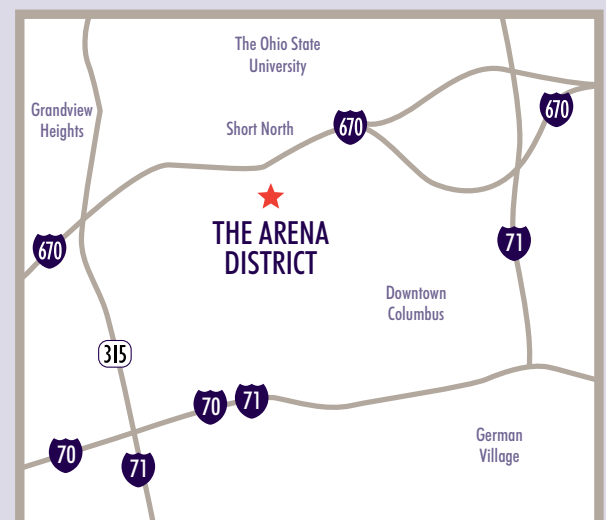 The Ohio State
University
Grandview
Heights
Short North
670
670
THE ARENA
DISTRICT
670
71
Downtown
Columbus
315
70
71
German
Village
70
71